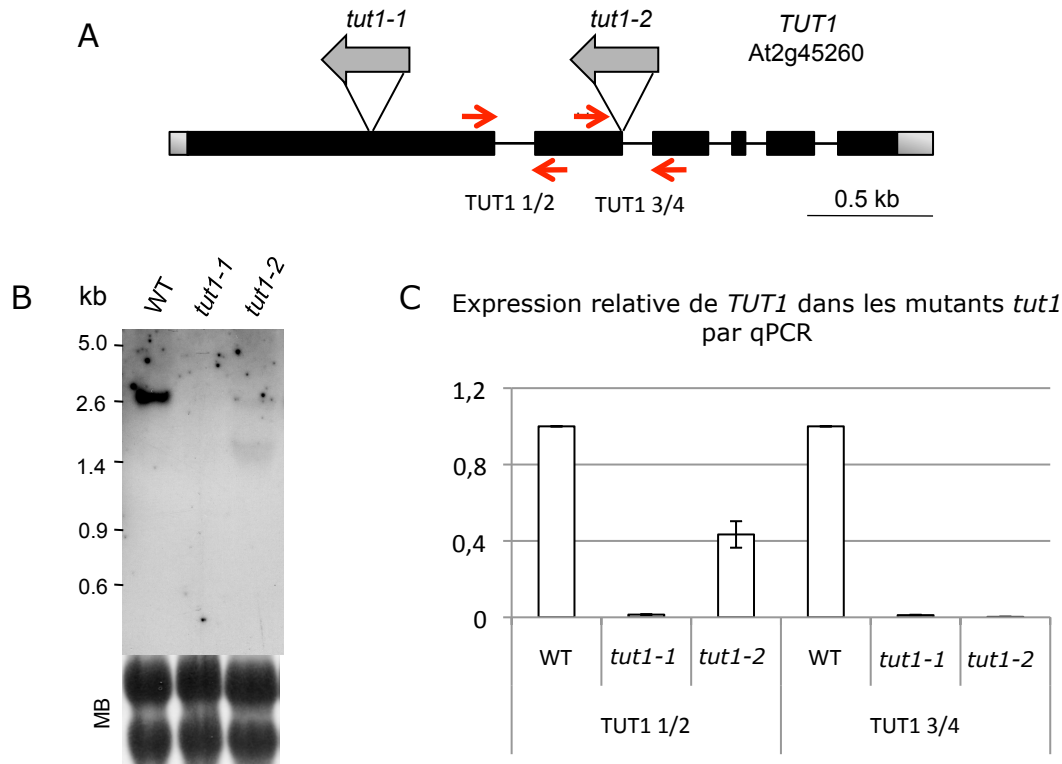 A
tut1-1
tut1-2
TUT1
At2g45260
TUT1 1/2
TUT1 3/4
0.5 kb
B
kb
WT
tut1-1
tut1-2
5.0
2.6
1.4
0.9
0.6
MB
C
Expression relative de TUT1 dans les mutants tut1
par qPCR
1,2
0,8
0,4
0
WT
tut1-1
tut1-2
WT
tut1-1
tut1-2
TUT1 1/2
TUT1 3/4